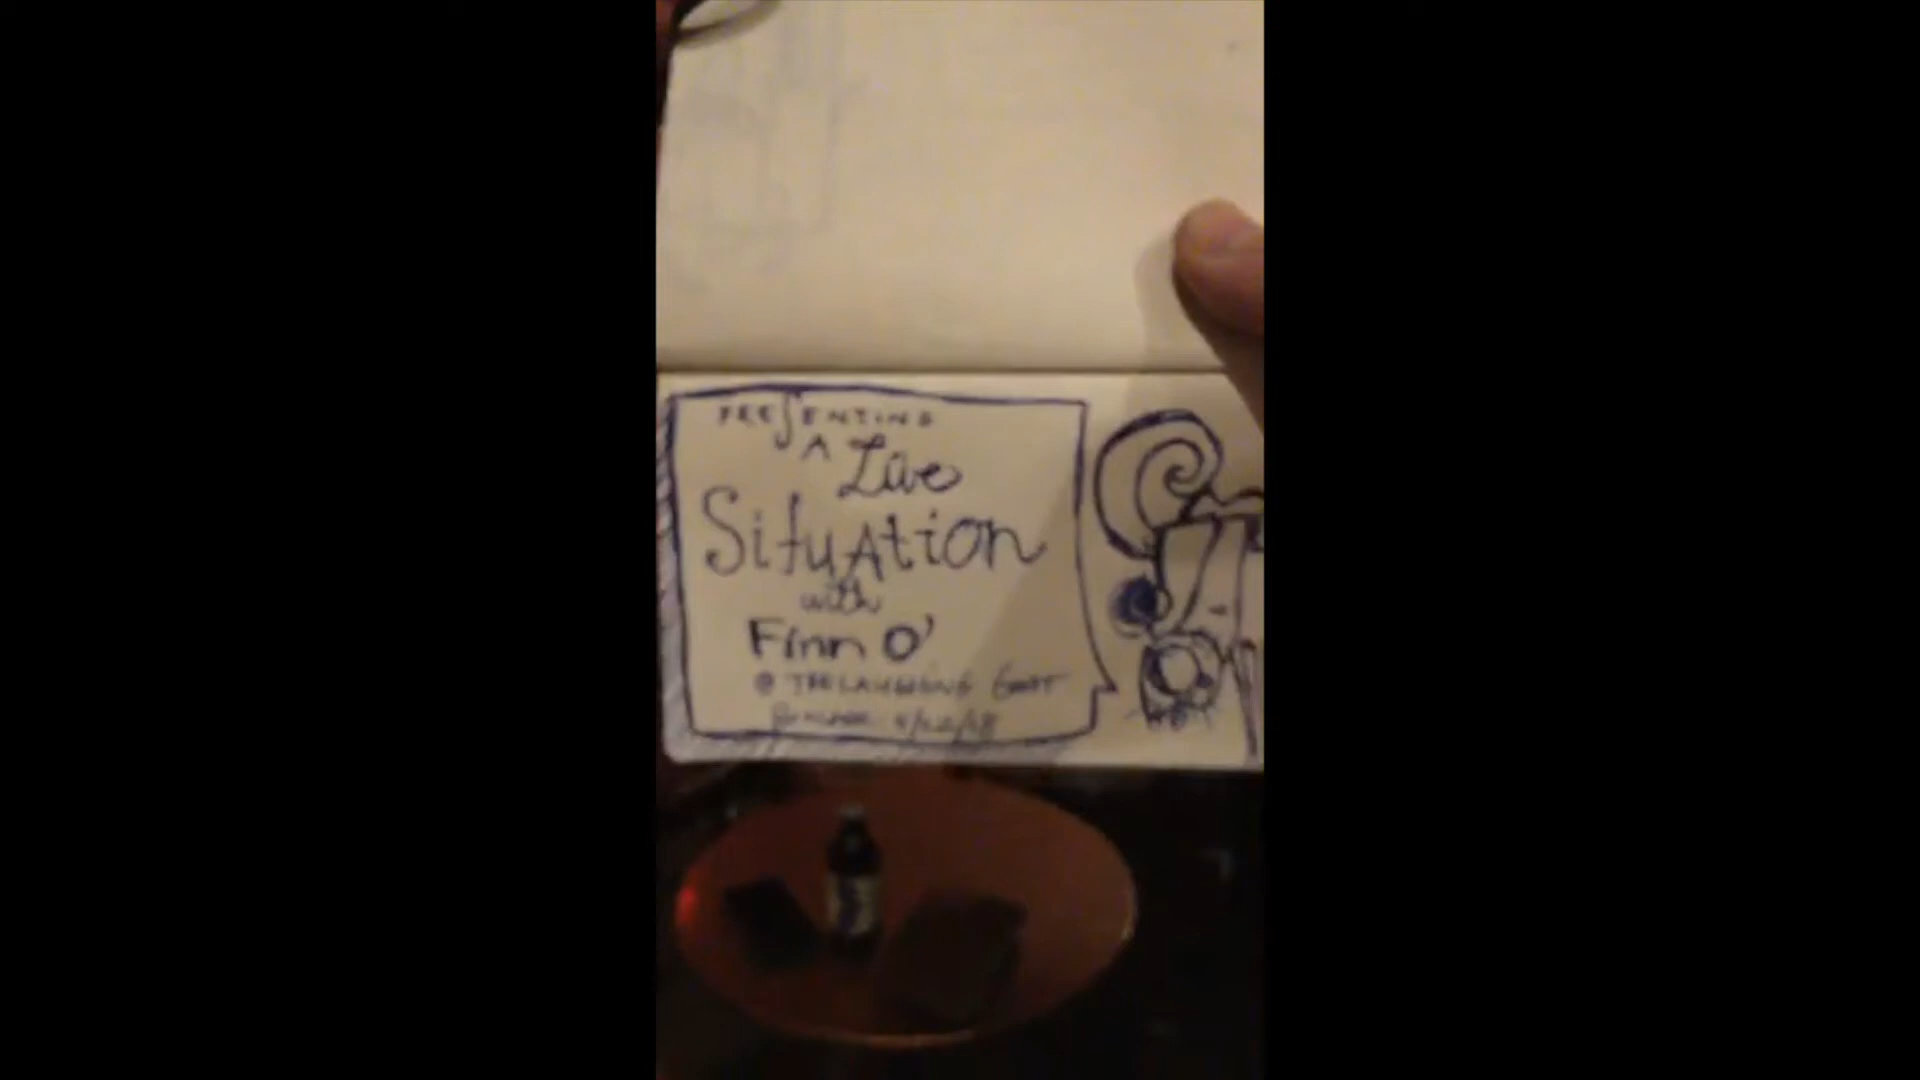 PRESENTING
A Live
SituAtion
with
Finn O'
@ THE LAUGHING GOAT